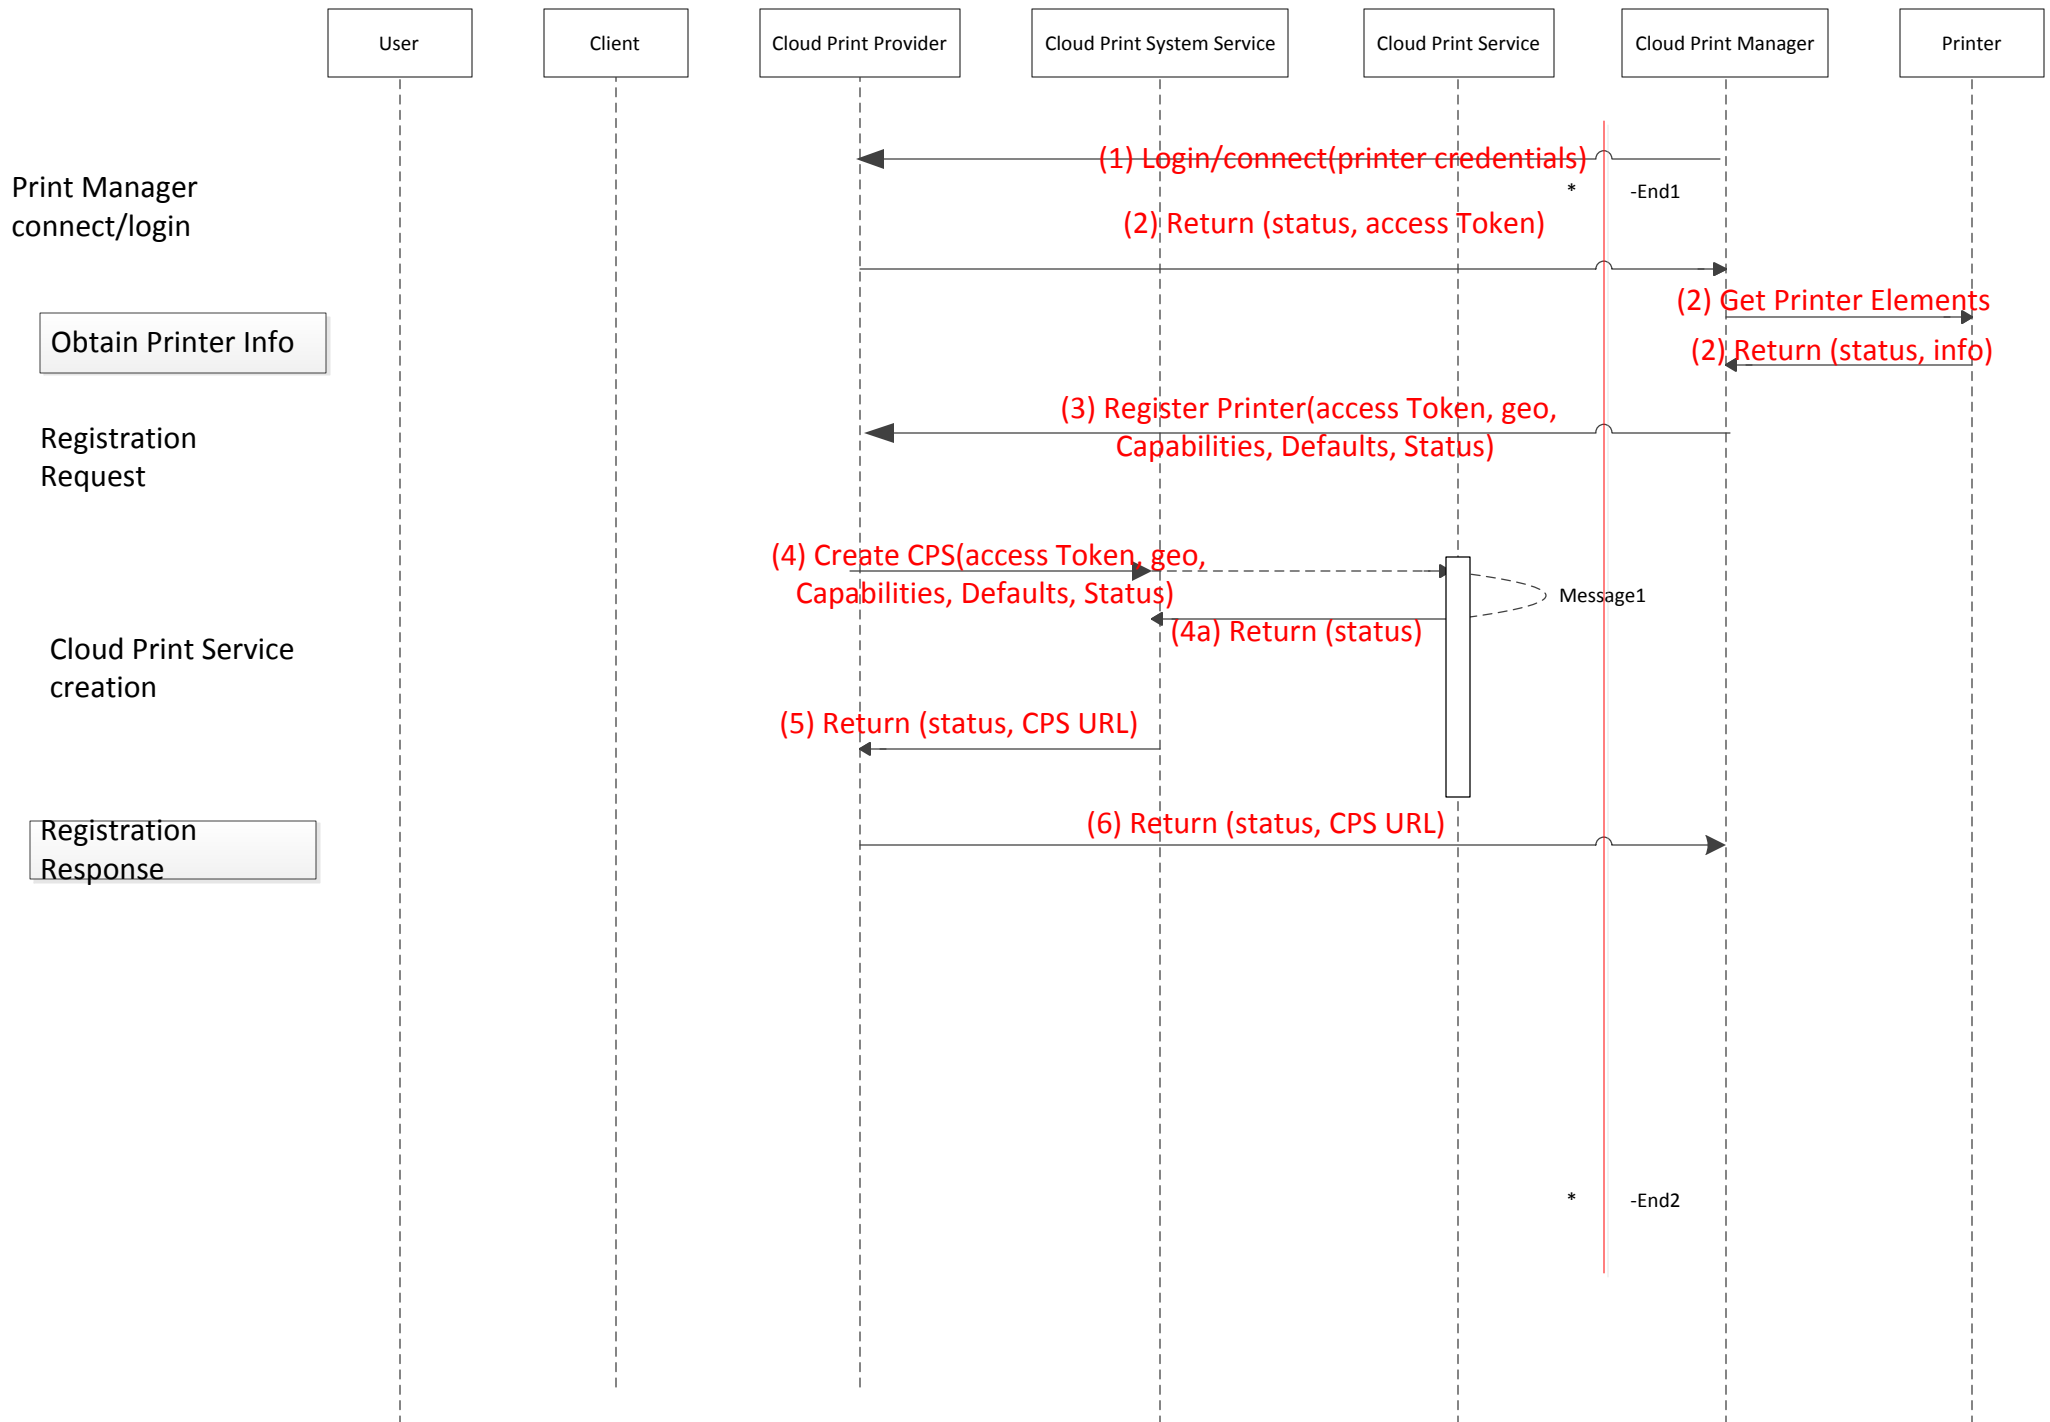 User
Client
Cloud Print Provider
Cloud Print System Service
Cloud Print Service
Cloud Print Manager
Printer
(1) Login/connect(printer credentials)
Print Manager
connect/login
*
-End1
(2) Return (status, access Token)
(2) Get Printer Elements
Obtain Printer Info
(2) Return (status, info)
(3) Register Printer(access Token, geo,
Capabilities, Defaults, Status)
Registration
Request
(4) Create CPS(access Token, geo,
Capabilities, Defaults, Status)
Message1
(4a) Return (status)
Cloud Print Service
creation
(5) Return (status, CPS URL)
(6) Return (status, CPS URL)
Registration
Response
*
-End2